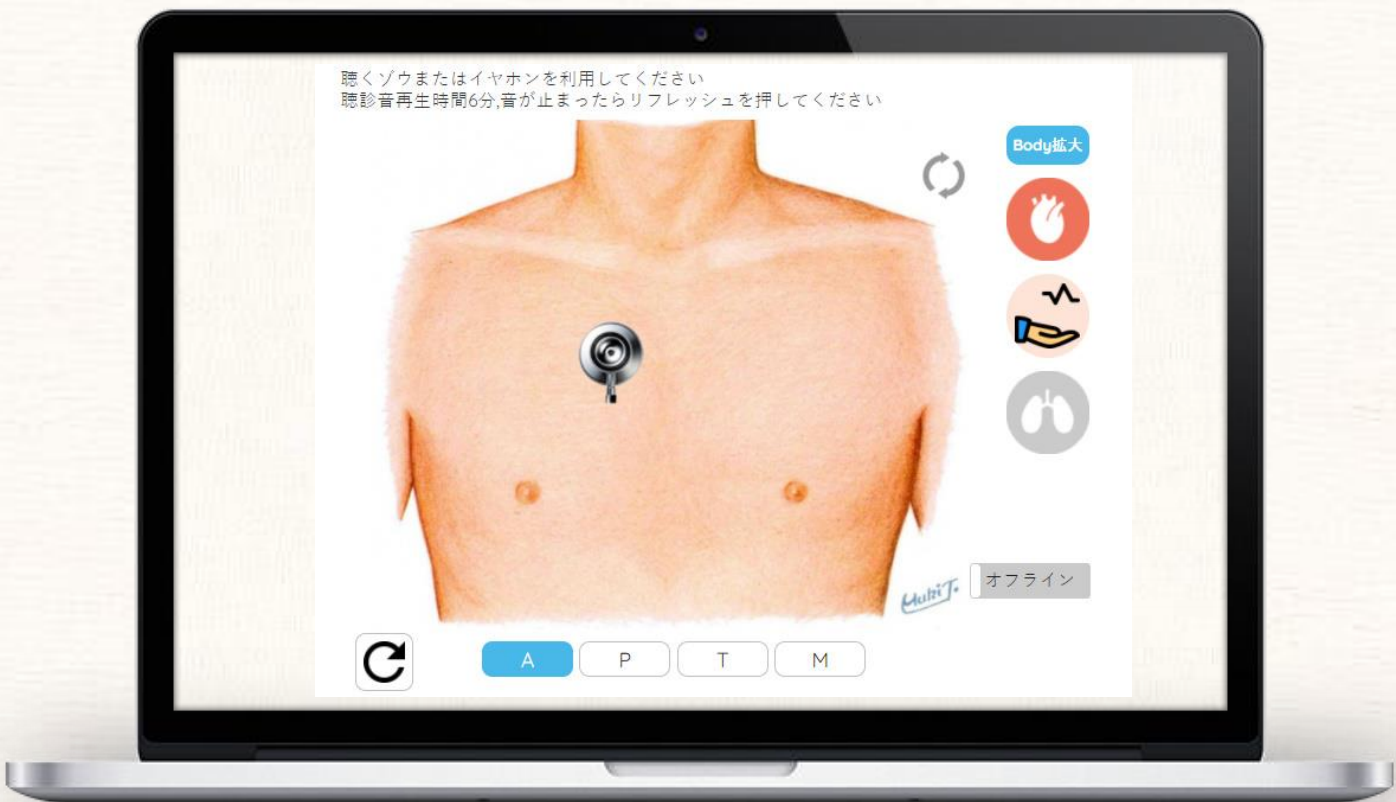 聴くゾウまたはイヤホンを利用してください
聴診音再生時間6分,音が止まったらリフレッシュを押してください
Body拡大
オフライン
A P T M